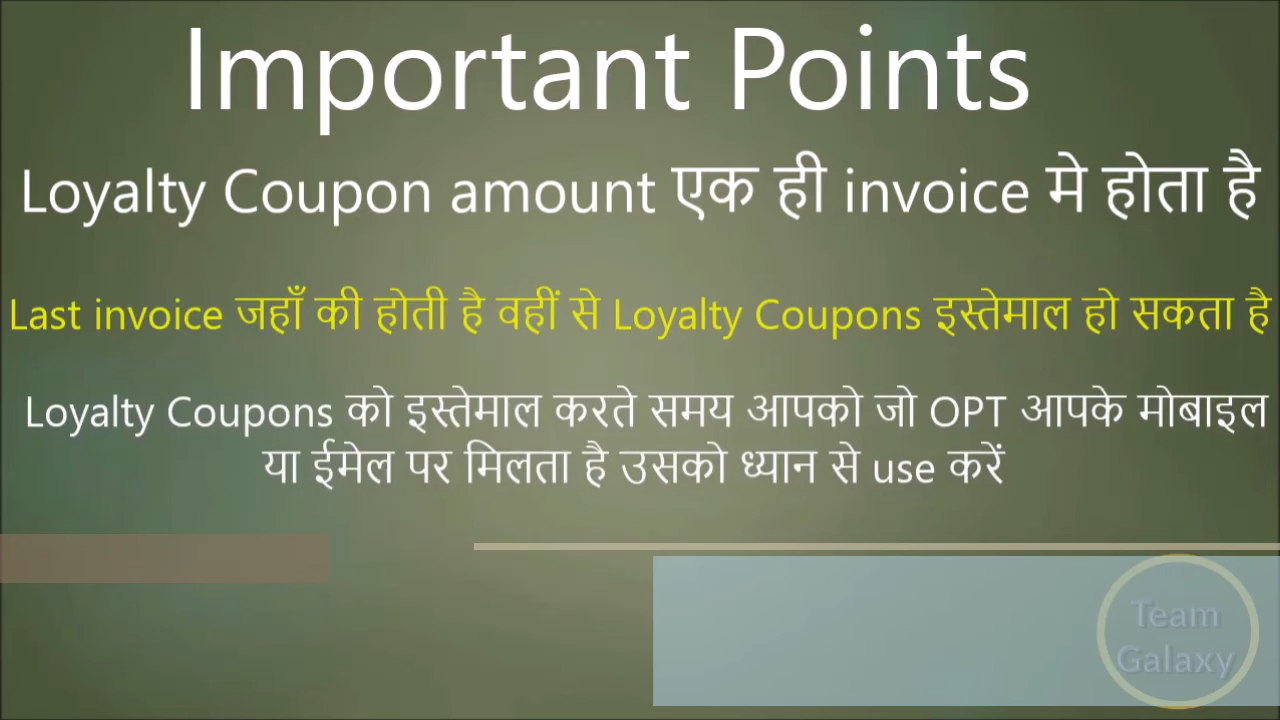 Important Points
Loyalty Coupon amount एक ही invoice मे होता है
Last invoice जहाँ की होती है वहीं से Loyalty Coupons इस्तेमाल हो सकता है
Loyalty Coupons को इस्तेमाल करते समय आपको जो OPT आपके मोबाइल
या ईमेल पर मिलता है उसको ध्यान से use करें
Team
Galaxy